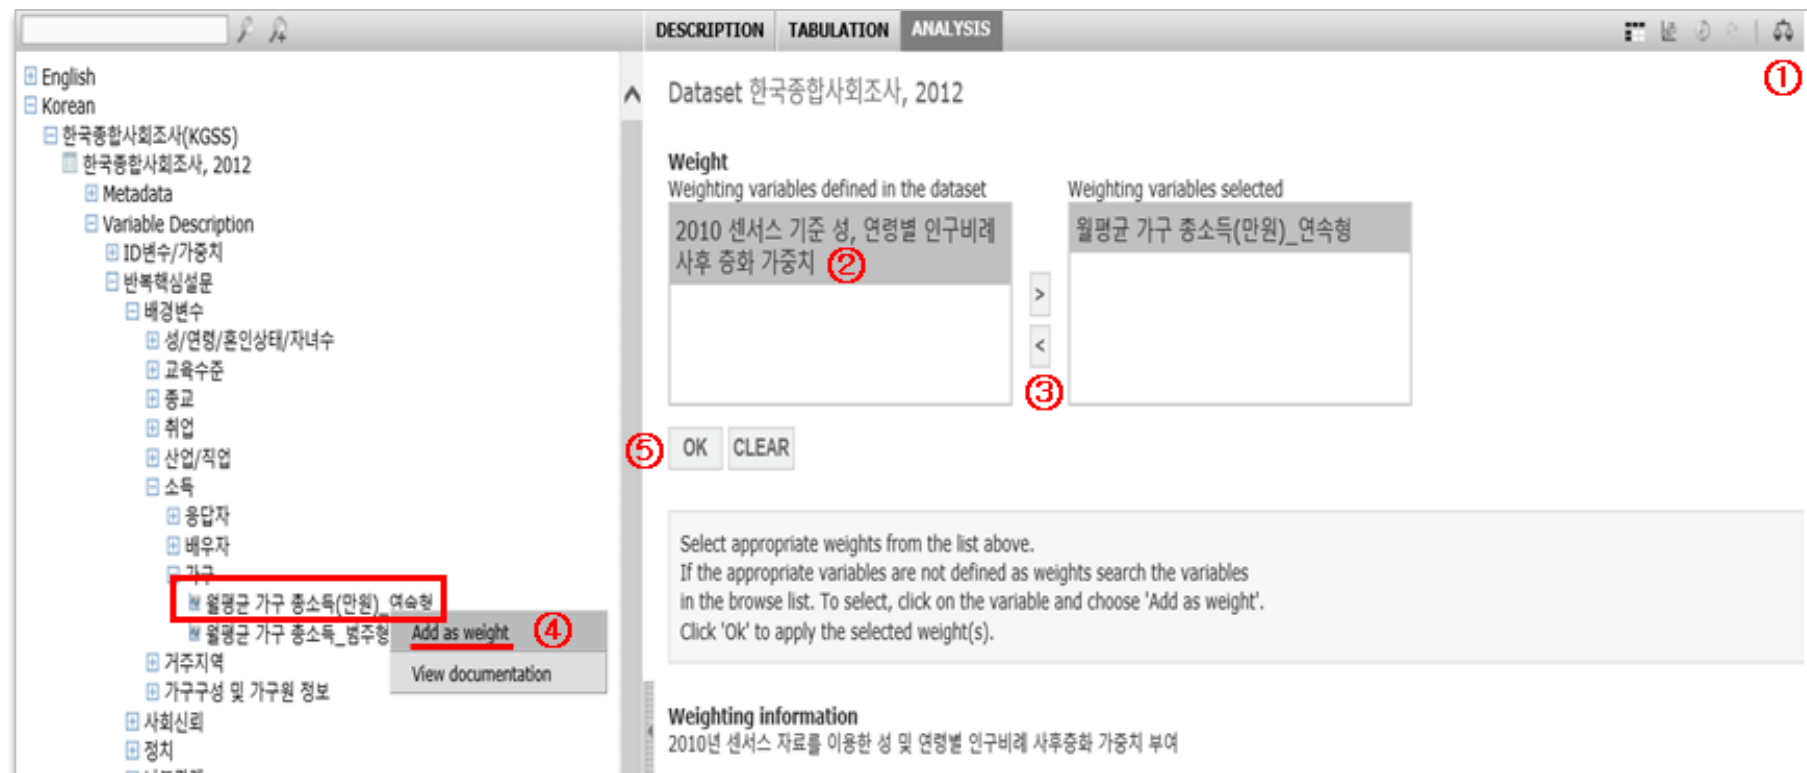 DESCRIPTION TABULATION ANALYSIS
①
English
Korean
한국종합사회조사(KGSS)
한국종합사회조사, 2012
Metadata
Variable Description
ID변수/가중치
반복핵심설문
배경변수
성/연령/혼인상태/자녀수
교육수준
종교
취업
산업/직업
소득
응답자
배우자
가구
월평균 가구 총소득(만원)_연속형
월평균 가구 총소득_범주형
Add as weight ④
View documentation
거주지역
가구구성 및 가구원 정보
사회신뢰
정치
Dataset 한국종합사회조사, 2012
Weight
Weighting variables defined in the dataset
2010 센서스 기준 성, 연령별 인구비례
사후 층화 가중치 ②
>
<
③
Weighting variables selected
월평균 가구 총소득(만원)_연속형
⑤ OK CLEAR
Select appropriate weights from the list above.
If the appropriate variables are not defined as weights search the variables
in the browse list. To select, click on the variable and choose 'Add as weight'.
Click 'Ok' to apply the selected weight(s).
Weighting information
2010년 센서스 자료를 이용한 성 및 연령별 인구비례 사후층화 가중치 부여